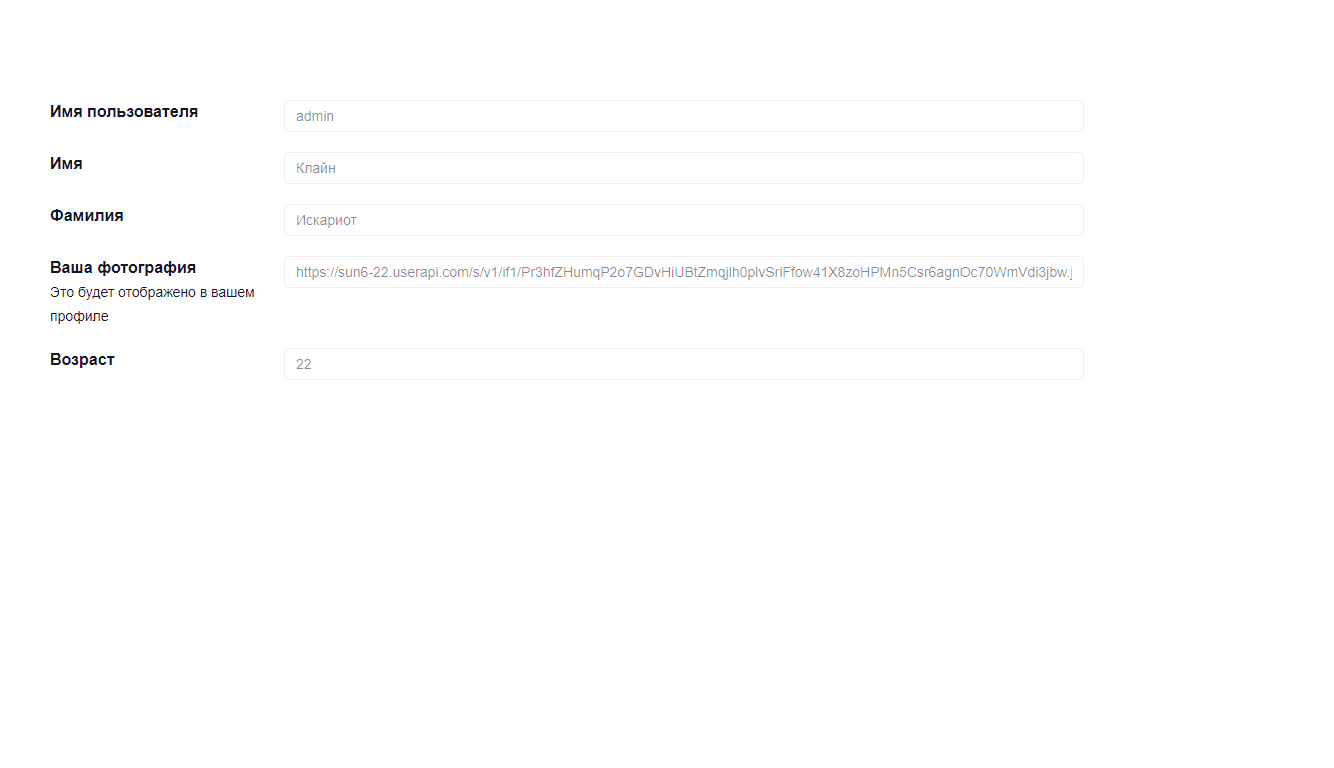 Имя пользователя
admin
Имя
Клайн
Фамилия
Искариот
Ваша фотография
Это будет отображено в вашем
профиле
https://sun6-22.userapi.com/s/v1/if1/Pr3hfZHumqP2o7GDvHiUBtZmqjlh0plvSrlFfow41X8zoHPMn5Csr6agnOc70WmVdi3jbw.j
Возраст
22